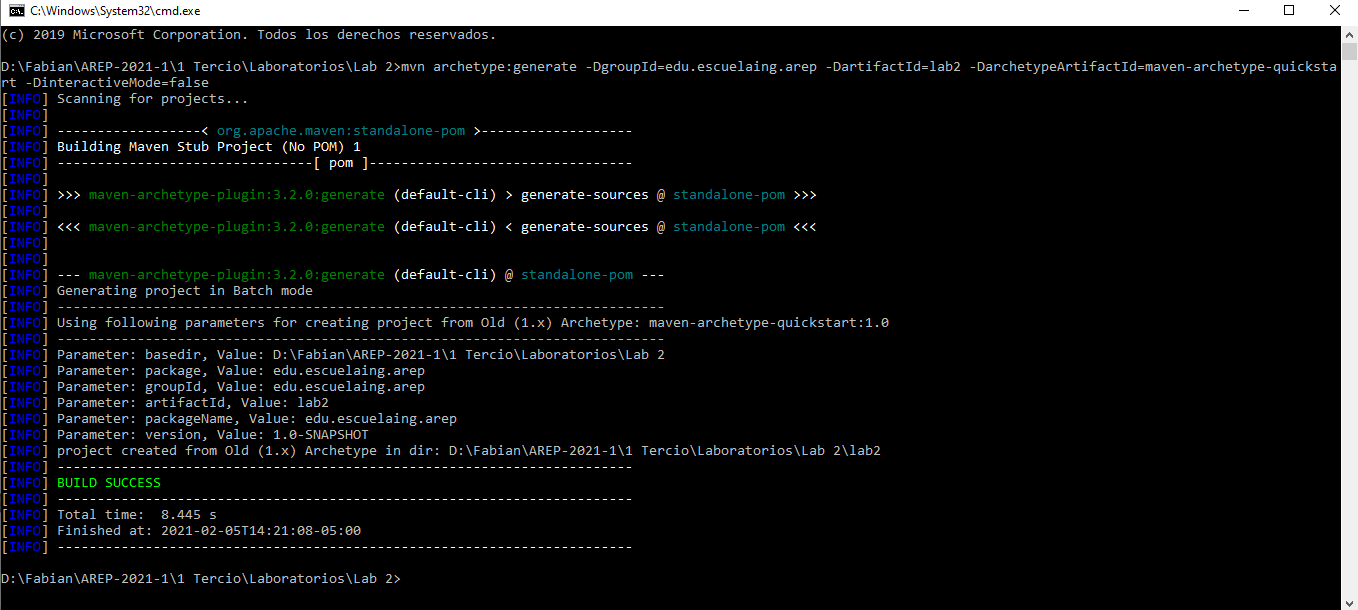 C:\Windows\System32\cmd.exe
(c) 2019 Microsoft Corporation. Todos los derechos reservados.
D:\Fabian\AREP-2021-1\1 Tercio\Laboratorios\Lab 2>mvn archetype:generate -DgroupId=edu.escuelaing.arep -DartifactId=lab2 -DarchetypeArtifactId=maven-archetype-quicksta
rt -DinteractiveMode=false
[INFO] Scanning for projects...
[INFO]
[INFO] ------------------< org.apache.maven:standalone-pom >-------------------
[INFO] Building Maven Stub Project (No POM) 1
[INFO] --------------------------------[ pom ]---------------------------------
[INFO]
[INFO] >>> maven-archetype-plugin:3.2.0:generate (default-cli) > generate-sources @ standalone-pom >>>
[INFO]
[INFO] <<< maven-archetype-plugin:3.2.0:generate (default-cli) < generate-sources @ standalone-pom <<<
[INFO]
[INFO]
[INFO] --- maven-archetype-plugin:3.2.0:generate (default-cli) @ standalone-pom ---
[INFO] Generating project in Batch mode
[INFO] ----------------------------------------------------------------------------
[INFO] Using following parameters for creating project from Old (1.x) Archetype: maven-archetype-quickstart:1.0
[INFO] ----------------------------------------------------------------------------
[INFO] Parameter: basedir, Value: D:\Fabian\AREP-2021-1\1 Tercio\Laboratorios\Lab 2
[INFO] Parameter: package, Value: edu.escuelaing.arep
[INFO] Parameter: groupId, Value: edu.escuelaing.arep
[INFO] Parameter: artifactId, Value: lab2
[INFO] Parameter: packageName, Value: edu.escuelaing.arep
[INFO] Parameter: version, Value: 1.0-SNAPSHOT
[INFO] project created from Old (1.x) Archetype in dir: D:\Fabian\AREP-2021-1\1 Tercio\Laboratorios\Lab 2\lab2
[INFO] ------------------------------------------------------------------------
[INFO] BUILD SUCCESS
[INFO] ------------------------------------------------------------------------
[INFO] Total time:  8.445 s
[INFO] Finished at: 2021-02-05T14:21:08-05:00
[INFO] ------------------------------------------------------------------------
D:\Fabian\AREP-2021-1\1 Tercio\Laboratorios\Lab 2>